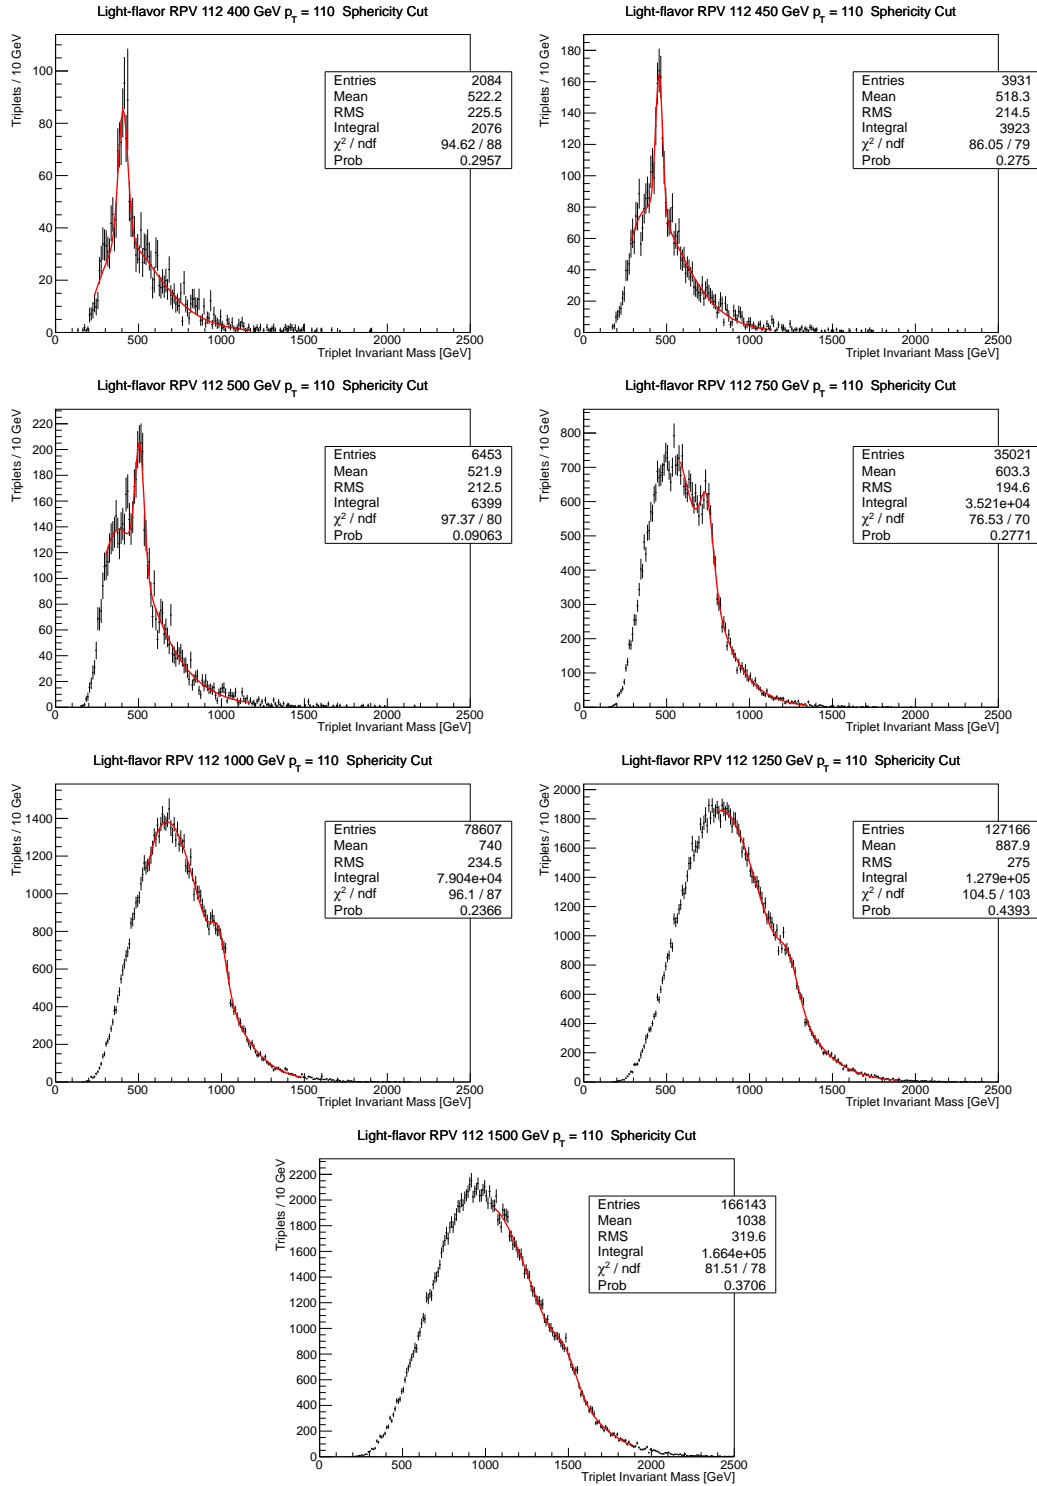 Light-flavor RPV 112 400 GeV p_T = 110 Sphericity Cut
Triplets / 10 GeV
100
80
60
40
20
0
0 500 1000 1500 2000 2500
Triplet Invariant Mass [GeV]
Entries 2084
Mean 522.2
RMS 225.5
Integral 2076
χ² / ndf 94.62 / 88
Prob 0.2957
Light-flavor RPV 112 450 GeV p_T = 110 Sphericity Cut
Triplets / 10 GeV
180
160
140
120
100
80
60
40
20
0
0 500 1000 1500 2000 2500
Triplet Invariant Mass [GeV]
Entries 3931
Mean 518.3
RMS 214.5
Integral 3923
χ² / ndf 86.05 / 79
Prob 0.275
Light-flavor RPV 112 500 GeV p_T = 110 Sphericity Cut
Triplets / 10 GeV
220
200
180
160
140
120
100
80
60
40
20
0
0 500 1000 1500 2000 2500
Triplet Invariant Mass [GeV]
Entries 6453
Mean 521.9
RMS 212.5
Integral 6399
χ² / ndf 97.37 / 80
Prob 0.09063
Light-flavor RPV 112 750 GeV p_T = 110 Sphericity Cut
Triplets / 10 GeV
800
700
600
500
400
300
200
100
0
0 500 1000 1500 2000 2500
Triplet Invariant Mass [GeV]
Entries 35021
Mean 603.3
RMS 194.6
Integral 3.521e+04
χ² / ndf 76.53 / 70
Prob 0.2771
Light-flavor RPV 112 1000 GeV p_T = 110 Sphericity Cut
Triplets / 10 GeV
1400
1200
1000
800
600
400
200
0
0 500 1000 1500 2000 2500
Triplet Invariant Mass [GeV]
Entries 78607
Mean 740
RMS 234.5
Integral 7.904e+04
χ² / ndf 96.1 / 87
Prob 0.2366
Light-flavor RPV 112 1250 GeV p_T = 110 Sphericity Cut
Triplets / 10 GeV
2000
1800
1600
1400
1200
1000
800
600
400
200
0
0 500 1000 1500 2000 2500
Triplet Invariant Mass [GeV]
Entries 127166
Mean 887.9
RMS 275
Integral 1.279e+05
χ² / ndf 104.5 / 103
Prob 0.4393
Light-flavor RPV 112 1500 GeV p_T = 110 Sphericity Cut
Triplets / 10 GeV
2200
2000
1800
1600
1400
1200
1000
800
600
400
200
0
0 500 1000 1500 2000 2500
Triplet Invariant Mass [GeV]
Entries 166143
Mean 1038
RMS 319.6
Integral 1.664e+05
χ² / ndf 81.51 / 78
Prob 0.3706